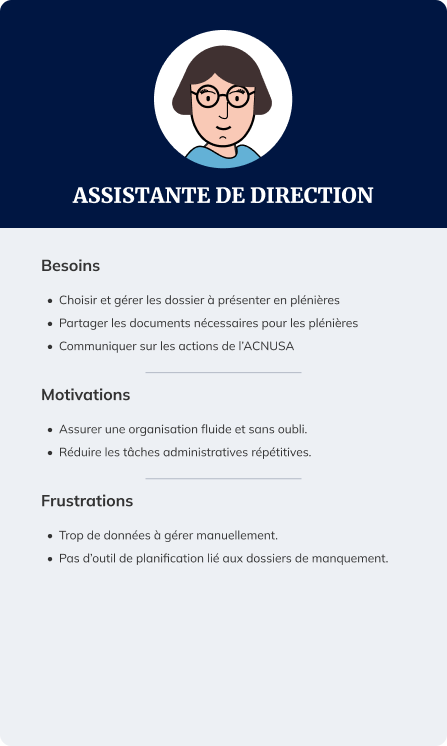 ASSISTANTE DE DIRECTION
Besoins
• Choisir et gérer les dossier à présenter en plénières
• Partager les documents nécessaires pour les plénières
• Communiquer sur les actions de l’ACNUSA
Motivations
• Assurer une organisation fluide et sans oubli.
• Réduire les tâches administratives répétitives.
Frustrations
• Trop de données à gérer manuellement.
• Pas d’outil de planification lié aux dossiers de manquement.